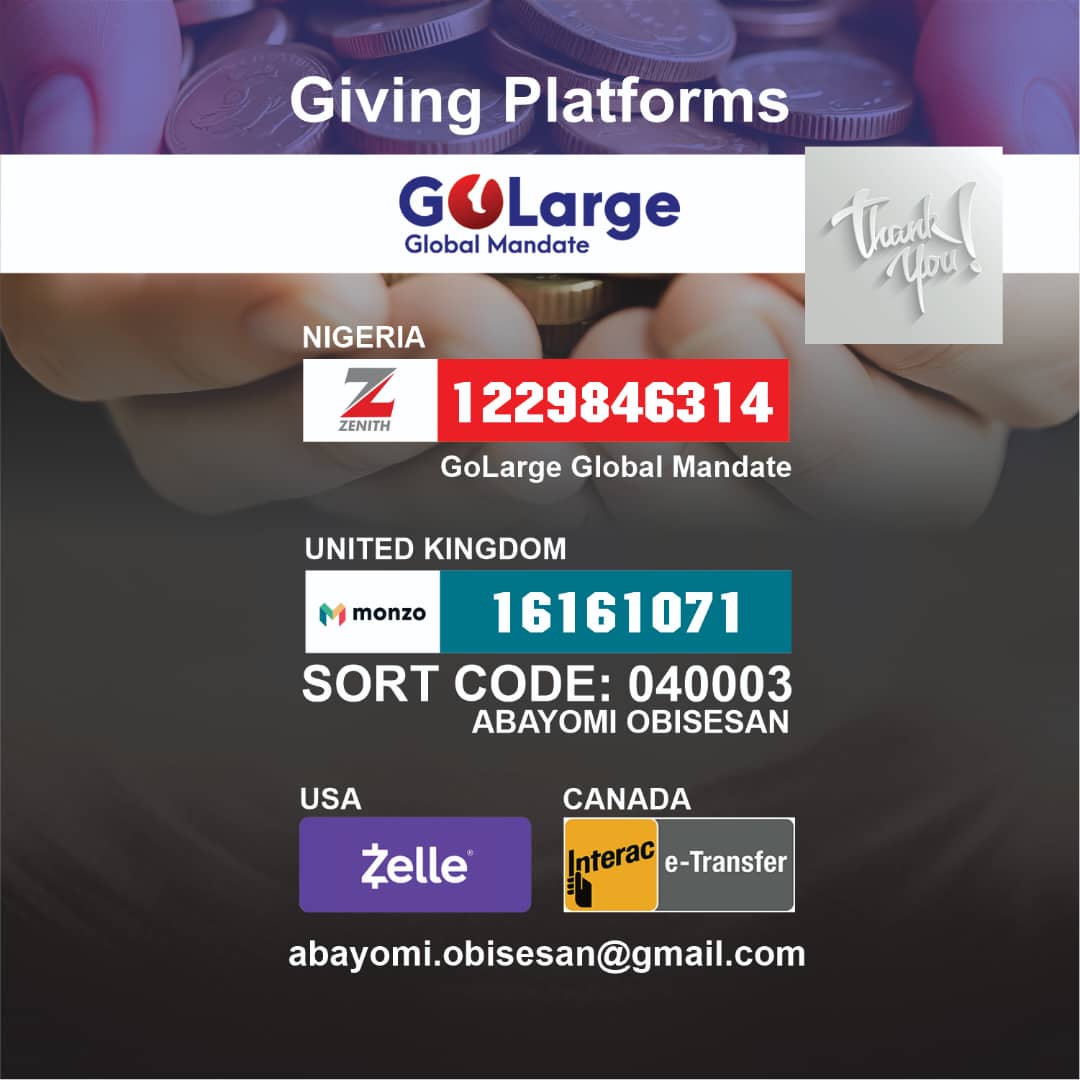 Giving Platforms
GoLarge
Global Mandate
Thank
You!
NIGERIA
ZENITH
1229846314
GoLarge Global Mandate
UNITED KINGDOM
monzo
16161071
SORT CODE: 040003
ABAYOMI OBISESAN
USA
Zelle®
CANADA
Interac
e-Transfer
abayomi.obisesan@gmail.com